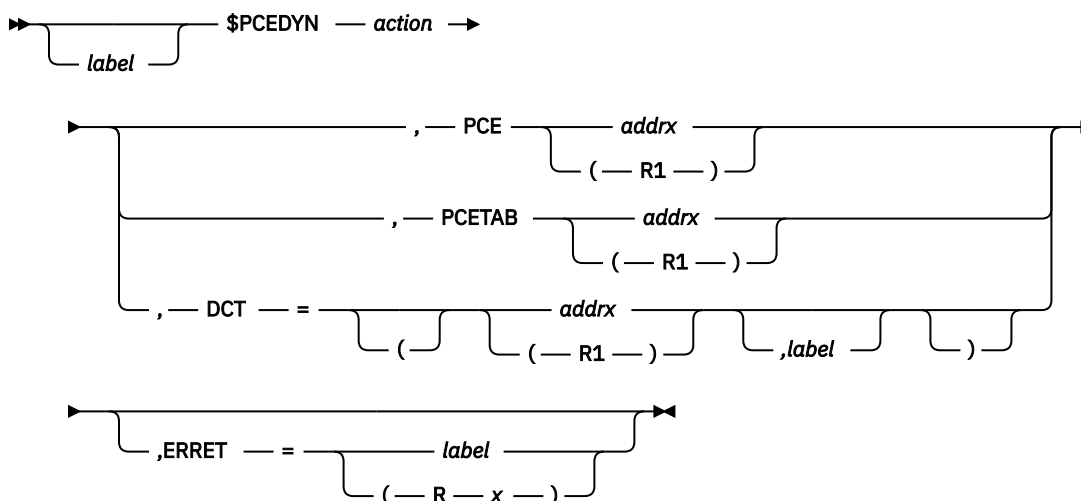 $PCEDYN action
label
, PCE addrx
( R1 )
, PCETAB addrx
( R1 )
, DCT = addrx
( ( R1 ) ,label )
,ERRET = label
( R x )